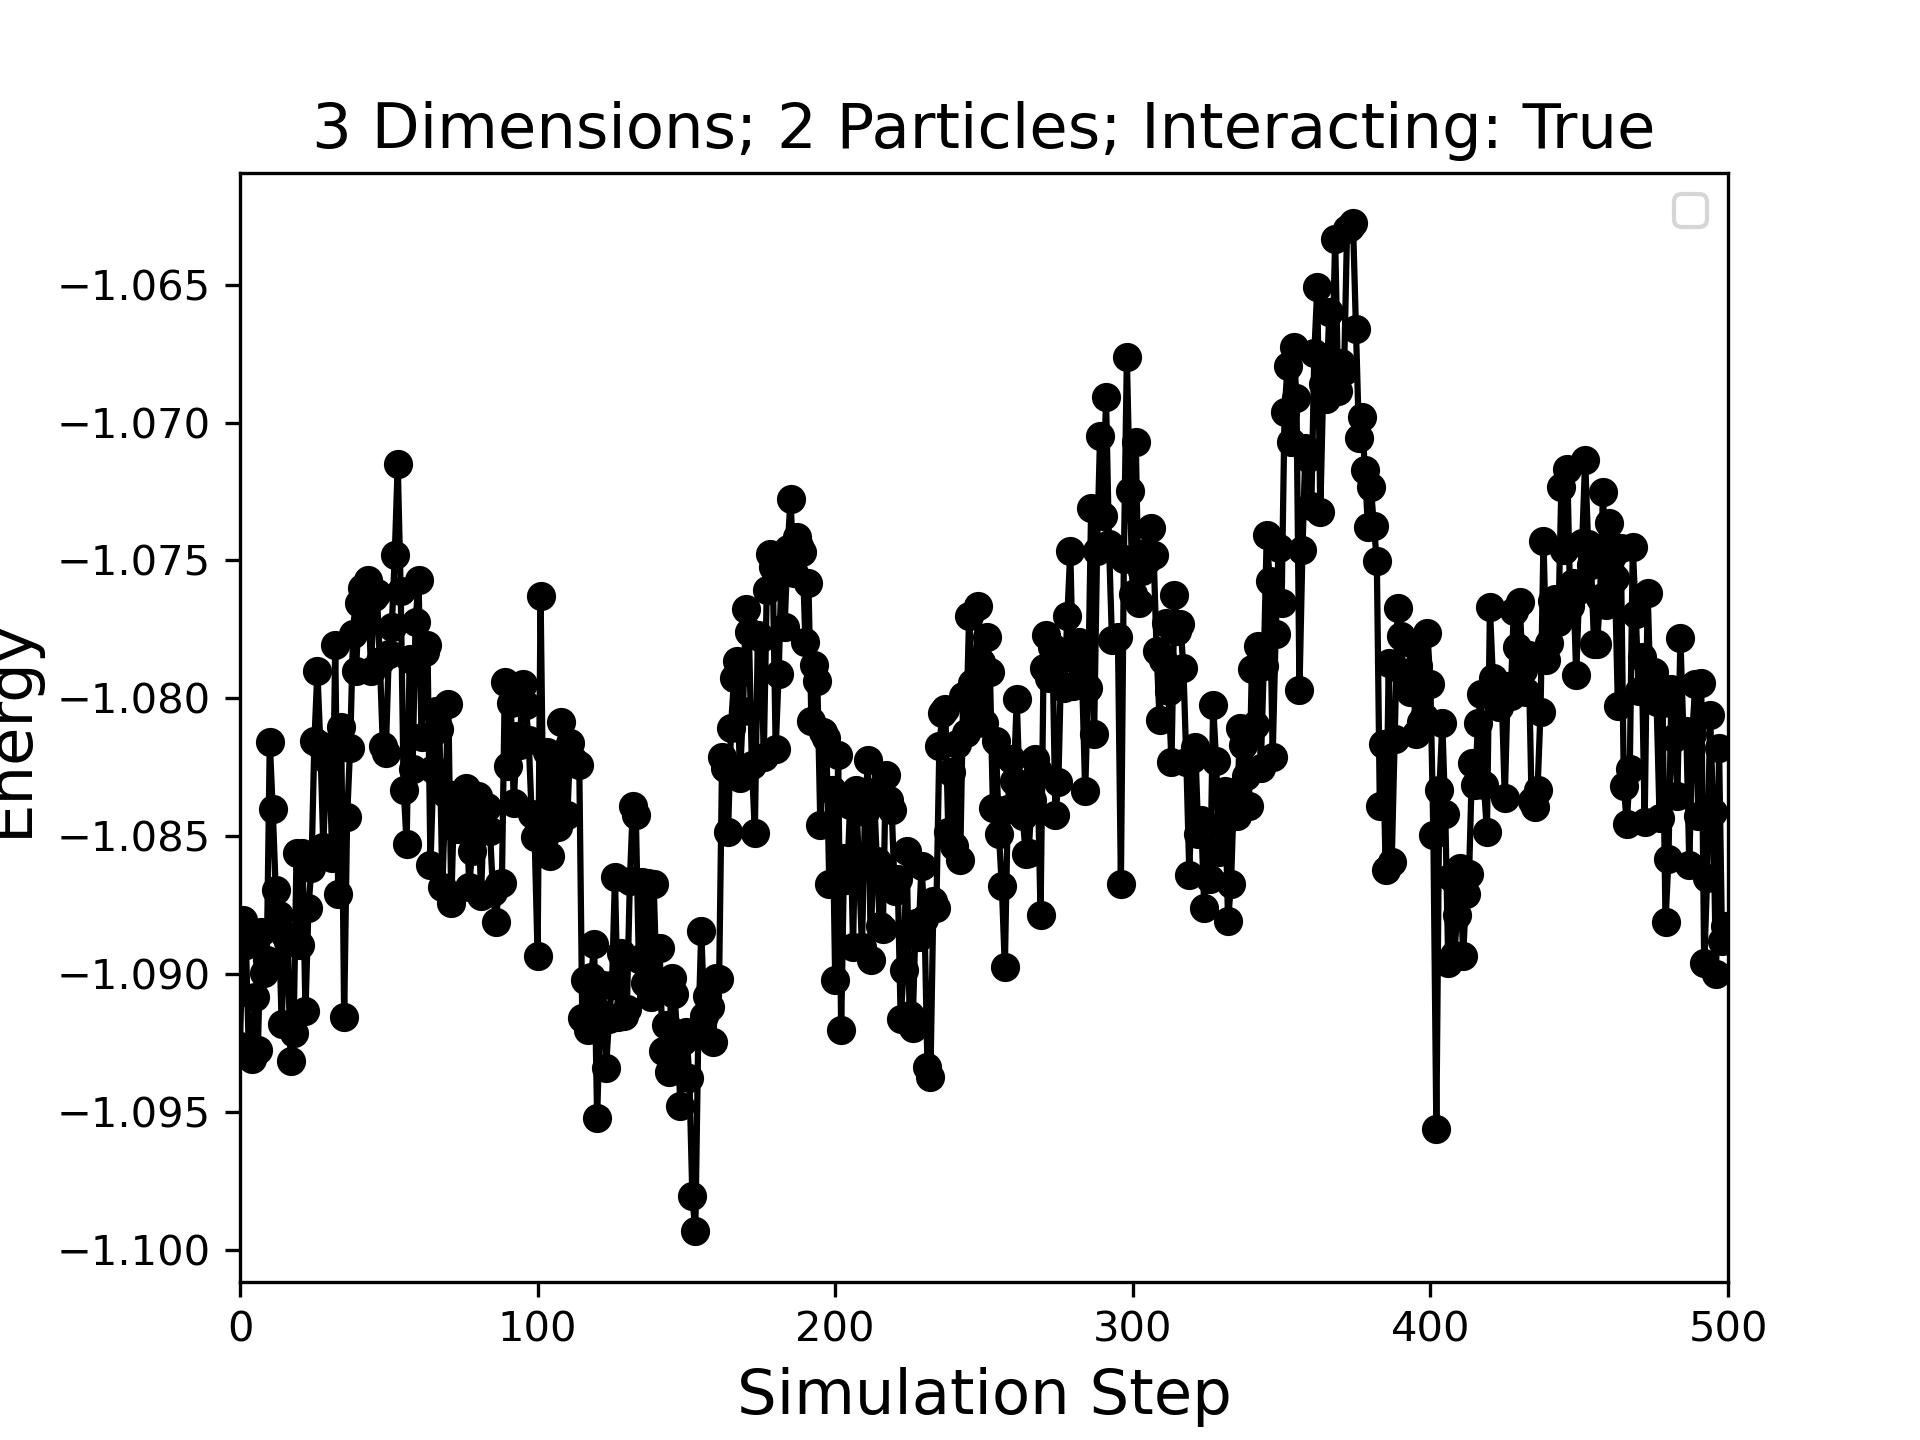 3 Dimensions; 2 Particles; Interacting: True
−1.065
−1.070
−1.075
−1.080
−1.085
−1.090
−1.095
−1.100
Energy
0 100 200 300 400 500
Simulation Step